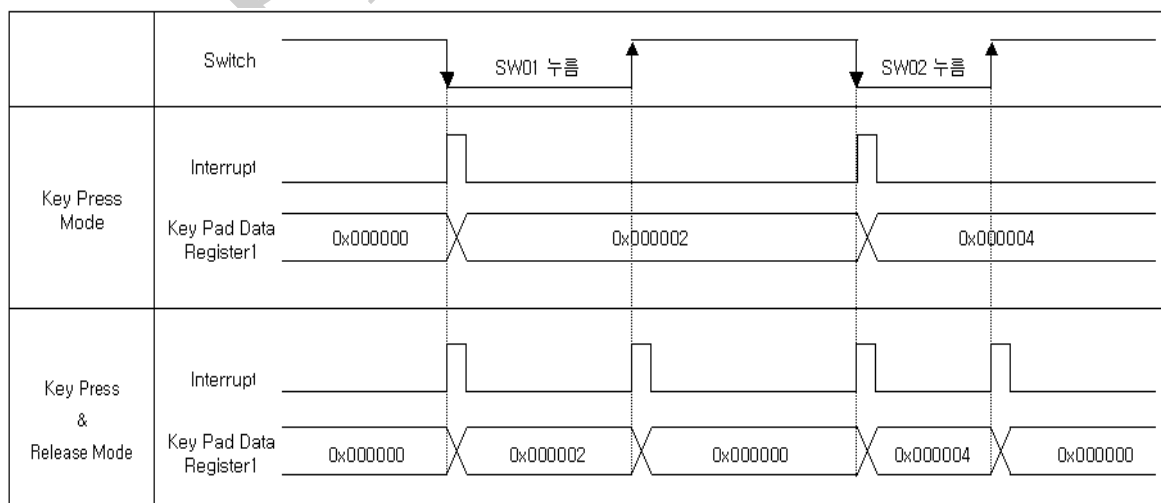 Switch
SW01 누름
SW02 누름
Key Press
Mode
Interrupt
Key Pad Data
Register1
0x000000
0x000002
0x000004
Key Press
&
Release Mode
Interrupt
Key Pad Data
Register1
0x000000
0x000002
0x000000
0x000004
0x000000